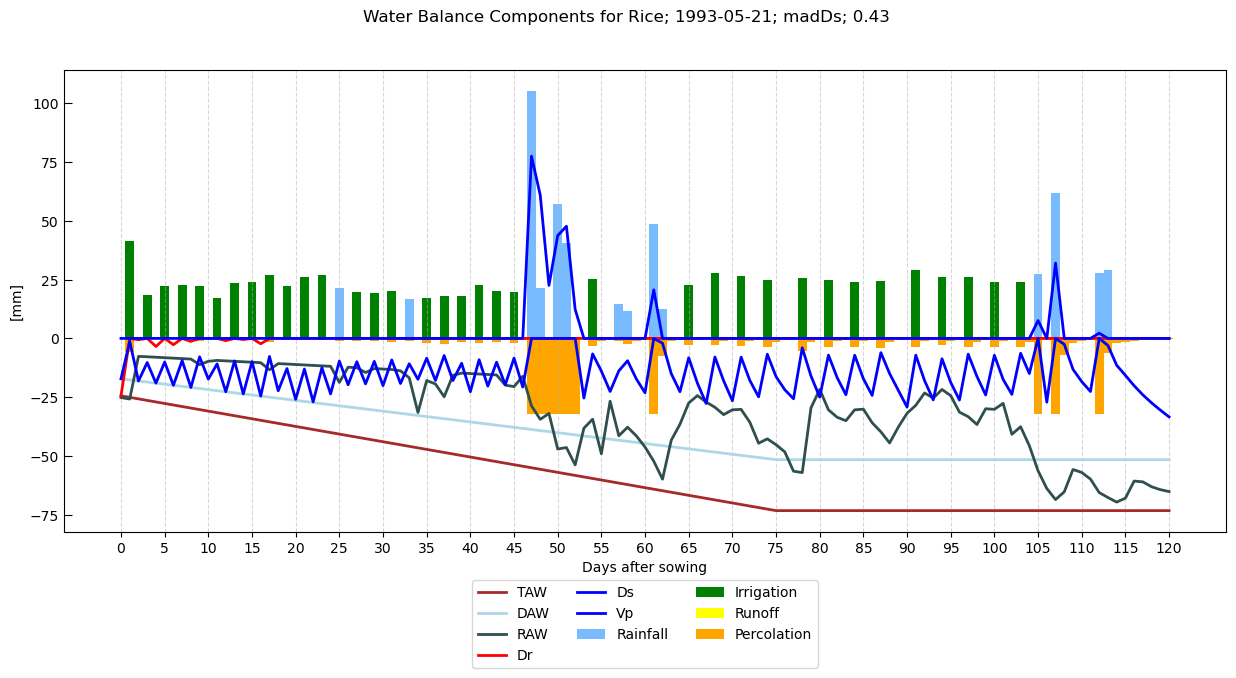 Water Balance Components for Rice; 1993-05-21; madDs; 0.43
100
75
50
25
0
−25
−50
−75
[mm]
0 5 10 15 20 25 30 35 40 45 50 55 60 65 70 75 80 85 90 95 100 105 110 115 120
Days after sowing
TAW Ds Irrigation
DAW Vp Runoff
RAW Rainfall Percolation
Dr